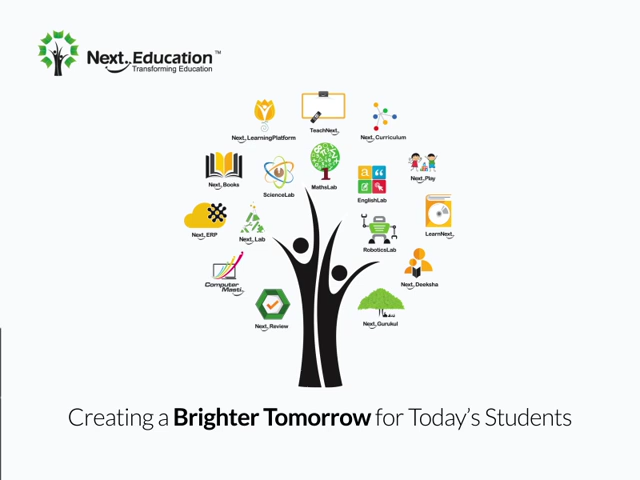 Next Education™
Transforming Education
Next LearningPlatform
TeachNext
Next Curriculum
Next Books
ScienceLab
MathsLab
a “
EnglishLab
Next Play
Next ERP
Next Lab
RoboticsLab
LearnNext
Computer
Masti
Next Deeksha
Next Review
Next Gurukul
Creating a Brighter Tomorrow for Today’s Students